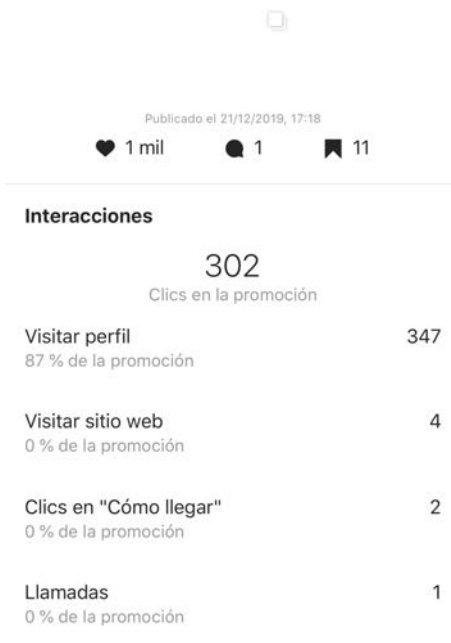 Publicado el 21/12/2019, 17:18
1 mil 1 11
Interacciones
302
Clics en la promoción
Visitar perfil 347
87 % de la promoción
Visitar sitio web 4
0 % de la promoción
Clics en "Cómo llegar" 2
0 % de la promoción
Llamadas 1
0 % de la promoción